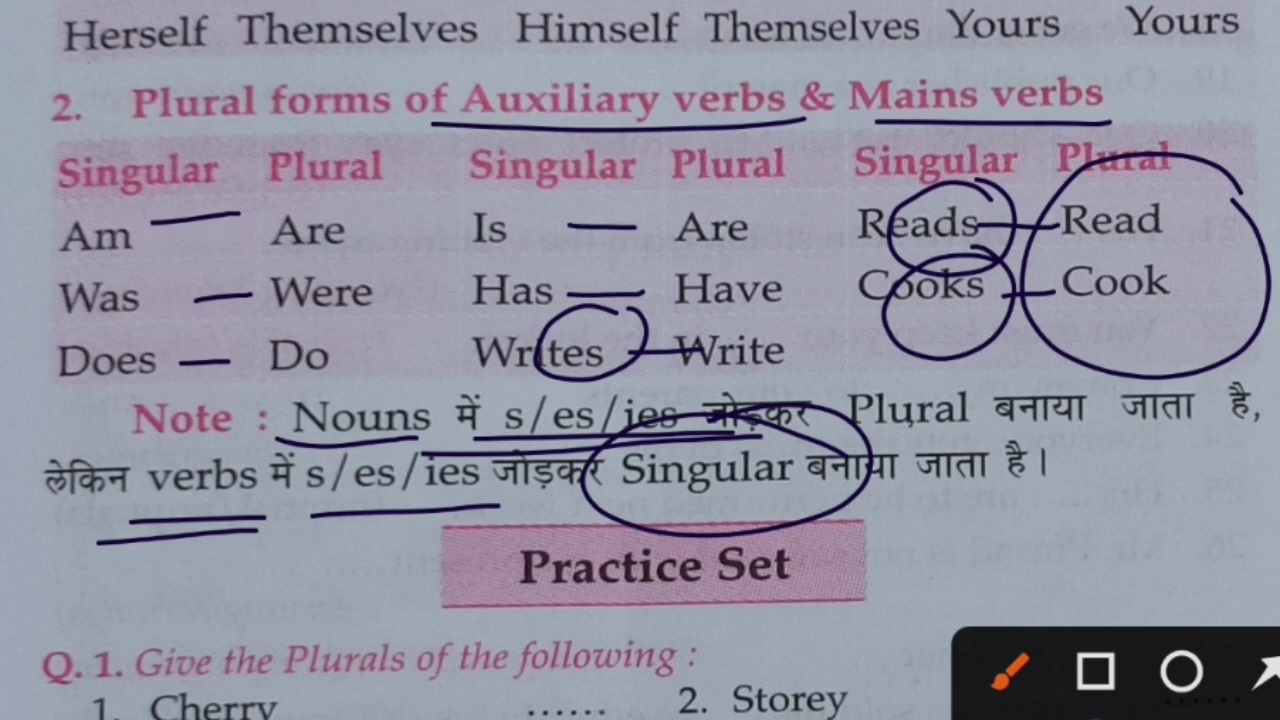 Herself Themselves Himself Themselves Yours Yours
2. Plural forms of Auxiliary verbs & Mains verbs
Singular Plural Singular Plural Singular Plural
Am Are Is Are Reads Read
Was Were Has Have Cooks Cook
Does Do Writes Write
Note : Nouns में s/es/ies जोड़कर Plural बनाया जाता है,
लेकिन verbs में s/es/ies जोड़कर Singular बनाया जाता है।
Practice Set
Q. 1. Give the Plurals of the following :
1. Cherry ...... 2. Storey ......